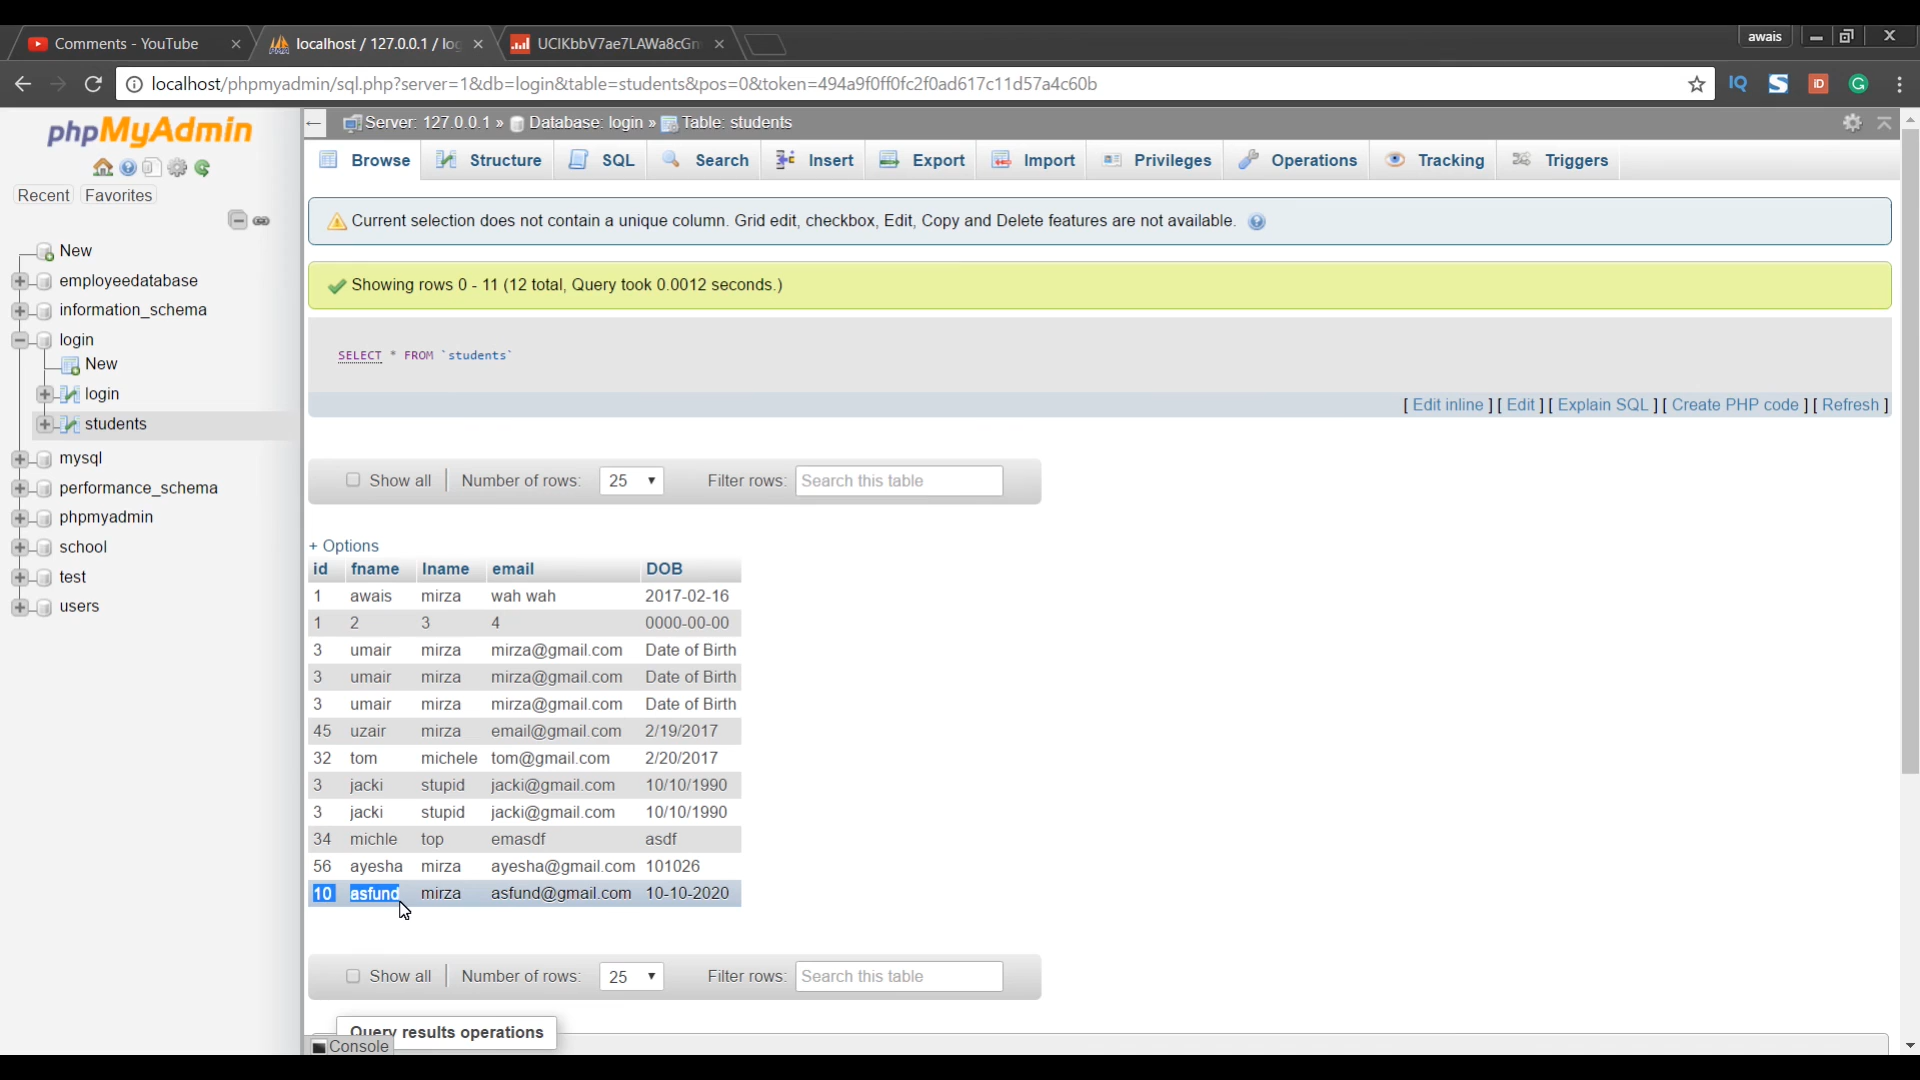 Comments - YouTube
localhost / 127.0.0.1 / log
UCIKbbV7ae7LAWa8cGn
awais
localhost/phpmyadmin/sql.php?server=1&db=login&table=students&pos=0&token=494a9f0ff0fc2f0ad617c11d57a4c60b
phpMyAdmin
Recent Favorites
New
employeedatabase
information_schema
login
New
login
students
mysql
performance_schema
phpmyadmin
school
test
users
Server: 127.0.0.1 » Database: login » Table: students
Browse Structure SQL Search Insert Export Import Privileges Operations Tracking Triggers
Current selection does not contain a unique column. Grid edit, checkbox, Edit, Copy and Delete features are not available.
Showing rows 0 - 11 (12 total, Query took 0.0012 seconds.)
SELECT * FROM `students`
[ Edit inline ] [ Edit ] [ Explain SQL ] [ Create PHP code ] [ Refresh ]
Show all Number of rows: 25 Filter rows: Search this table
+ Options
id fname lname email DOB
1 awais mirza wah wah 2017-02-16
1 2 3 4 0000-00-00
3 umair mirza mirza@gmail.com Date of Birth
3 umair mirza mirza@gmail.com Date of Birth
3 umair mirza mirza@gmail.com Date of Birth
45 uzair mirza email@gmail.com 2/19/2017
32 tom michele tom@gmail.com 2/20/2017
3 jacki stupid jacki@gmail.com 10/10/1990
3 jacki stupid jacki@gmail.com 10/10/1990
34 michle top emasdf asdf
56 ayesha mirza ayesha@gmail.com 101026
10 asfund mirza asfund@gmail.com 10-10-2020
Show all Number of rows: 25 Filter rows: Search this table
Query results operations
Console